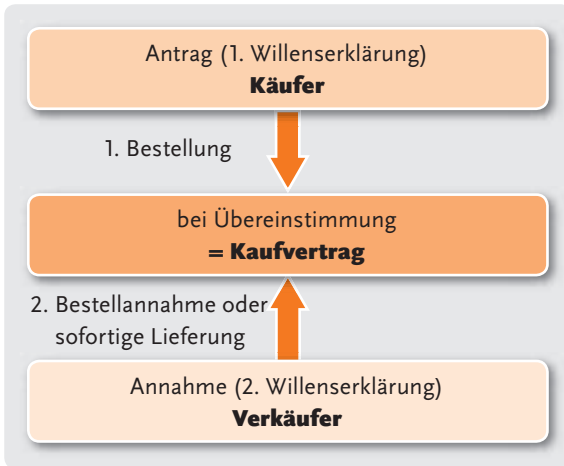 Antrag (1. Willenserklärung)
Käufer
1. Bestellung
bei Übereinstimmung
= Kaufvertrag
2. Bestellannahme oder
sofortige Lieferung
Annahme (2. Willenserklärung)
Verkäufer